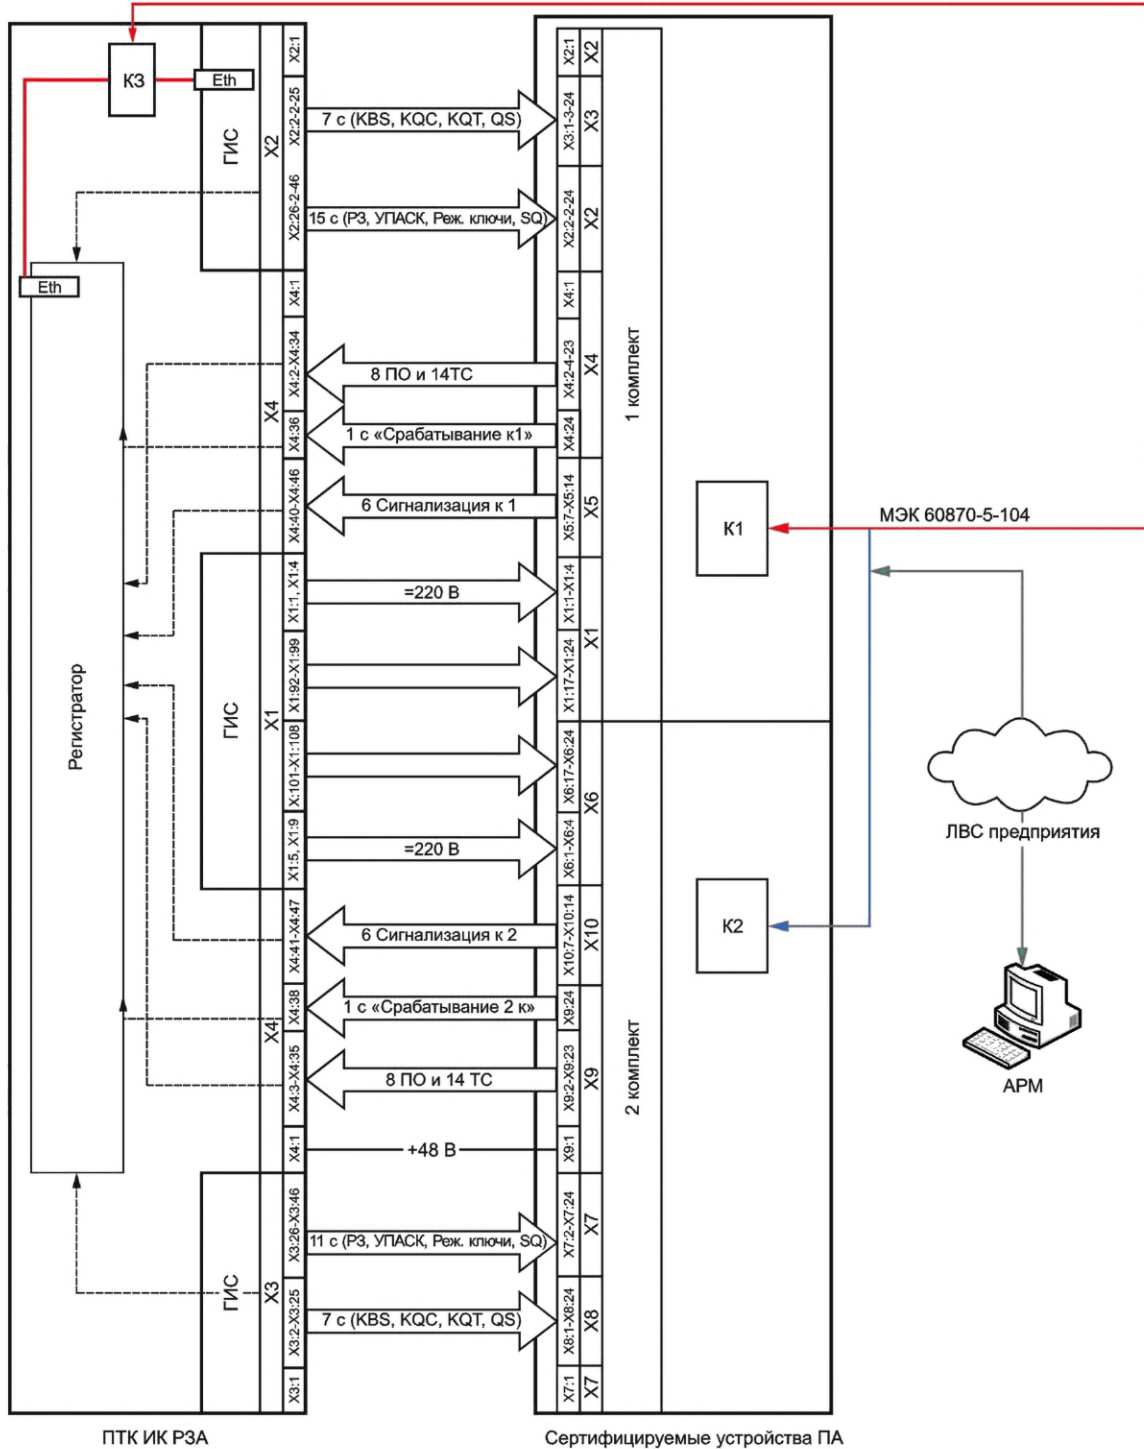 К3
Eth
Eth
ГИС
X2
X2:1
X2:2-2-25
X2:26-2-46
7 с (KBS, KQC, KQT, QS)
15 с (РЗ, УПАСК, Реж. ключи, SQ)
X2:1
X2
X3:1-3-24
X3
X2:2-2-24
X2
X4:1
X4:2-X4:34
X4
X4:36
X4:40-X4:46
8 ПО и 14ТС
1 с «Срабатывание к1»
6 Сигнализация к 1
X4:1
X4:2-4-23
X4
X4:24
X5:7-X5:14
X5
1 комплект
К1
МЭК 60870-5-104
Регистратор
ГИС
X1
X1:1, X1:4
X1:92-X1:99
X:101-X1:108
X1:5, X1:9
=220 В
=220 В
X1:1-X1:4
X1:17-X1:24
X1
X6:17-X6:24
X6:1-X6:4
X6
ЛВС предприятия
К2
АРМ
X4:41-X4:47
X4:38
X4
X4:3-X4:35
X4:1
6 Сигнализация к 2
1 с «Срабатывание 2 к»
8 ПО и 14 ТС
+48 В
X10:7-X10:14
X10
X9:24
X9:2-X9:23
X9
X9:1
2 комплект
ГИС
X3
X3:26-X3:46
X3:2-X3:25
X3:1
11 с (РЗ, УПАСК, Реж. ключи, SQ)
7 с (KBS, KQC, KQT, QS)
X7:2-X7:24
X7
X8:1-X8:24
X8
X7:1
X7
ПТК ИК РЗА
Сертифицируемые устройства ПА